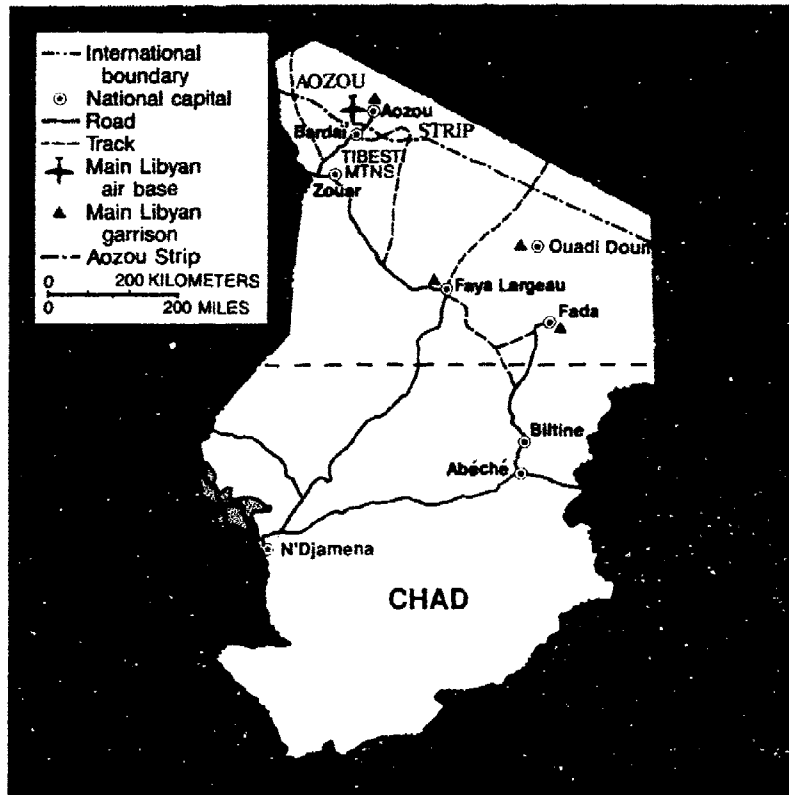 International
boundary
National capital
Road
Track
Main Libyan
air base
Main Libyan
garrison
Aozou Strip
0 200 KILOMETERS
0 200 MILES
AOZOU
Aozou
Bardaï
STRIP
TIBESTI
MTNS
Zouar
Ouadi Doum
Faya Largeau
Fada
Biltine
Abéché
N'Djamena
CHAD